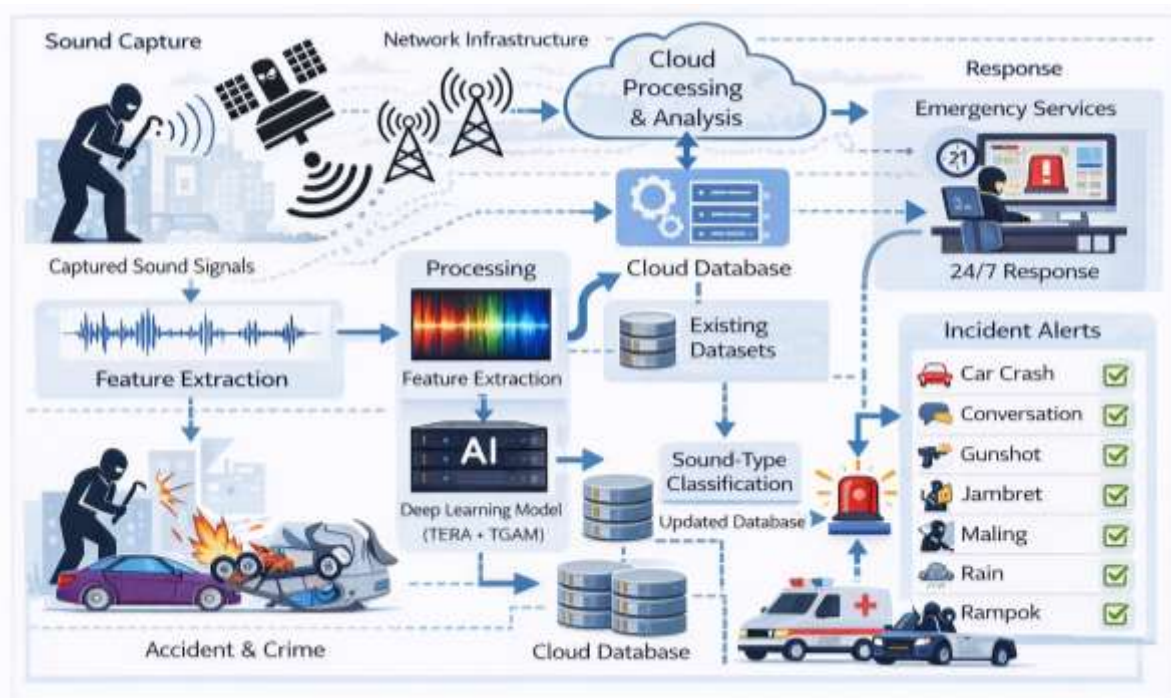 Sound Capture
Network Infrastructure
Cloud
Processing
& Analysis
Response
Emergency Services
21
24/7 Response
Captured Sound Signals
Feature Extraction
Processing
Feature Extraction
AI
Deep Learning Model
(TERA + TGAM)
Cloud Database
Existing
Datasets
Sound-Type
Classification
Updated Database
Cloud Database
Accident & Crime
Incident Alerts
Car Crash
Conversation
Gunshot
Jambret
Maling
Rain
Rampok